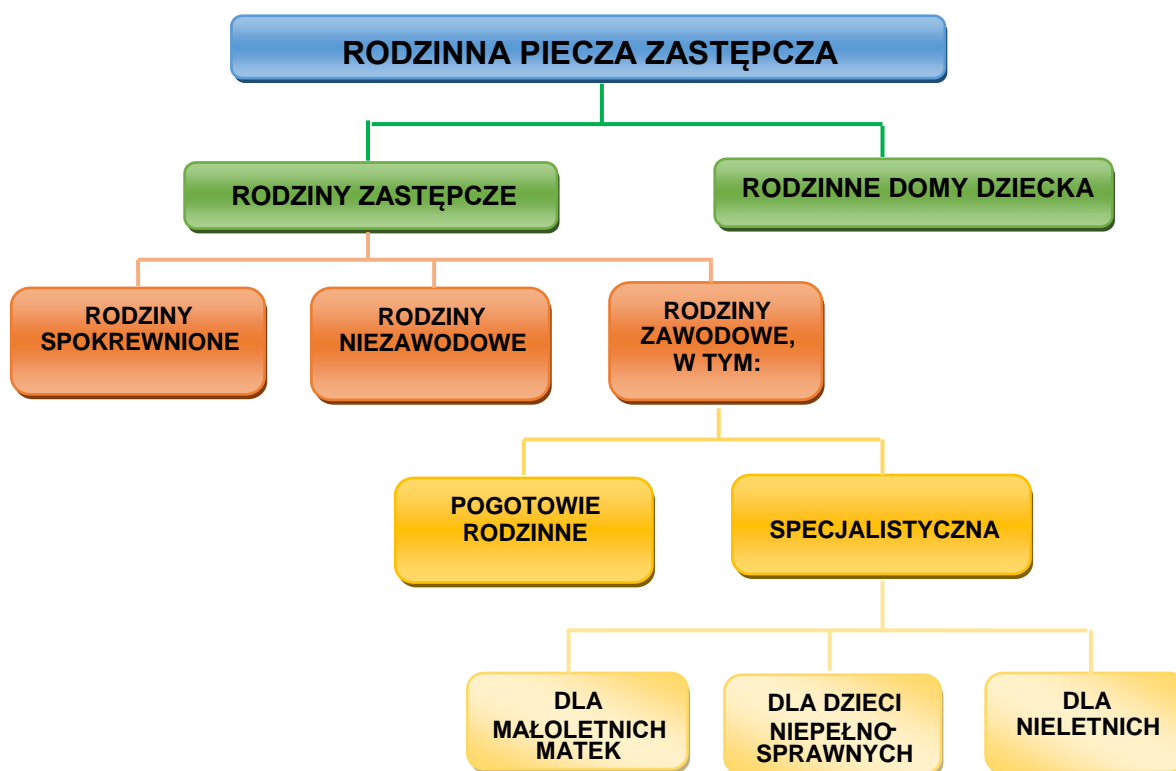 RODZINNA PIECZA ZASTĘPCZA
RODZINY ZASTĘPCZE
RODZINNE DOMY DZIECKA
RODZINY
SPOKREWNIONE
RODZINY
NIEZAWODOWE
RODZINY
ZAWODOWE,
W TYM:
POGOTOWIE
RODZINNE
SPECJALISTYCZNA
DLA
MAŁOLETNICH
MATEK
DLA DZIECI
NIEPEŁNO-
SPRAWNYCH
DLA
NIELETNICH